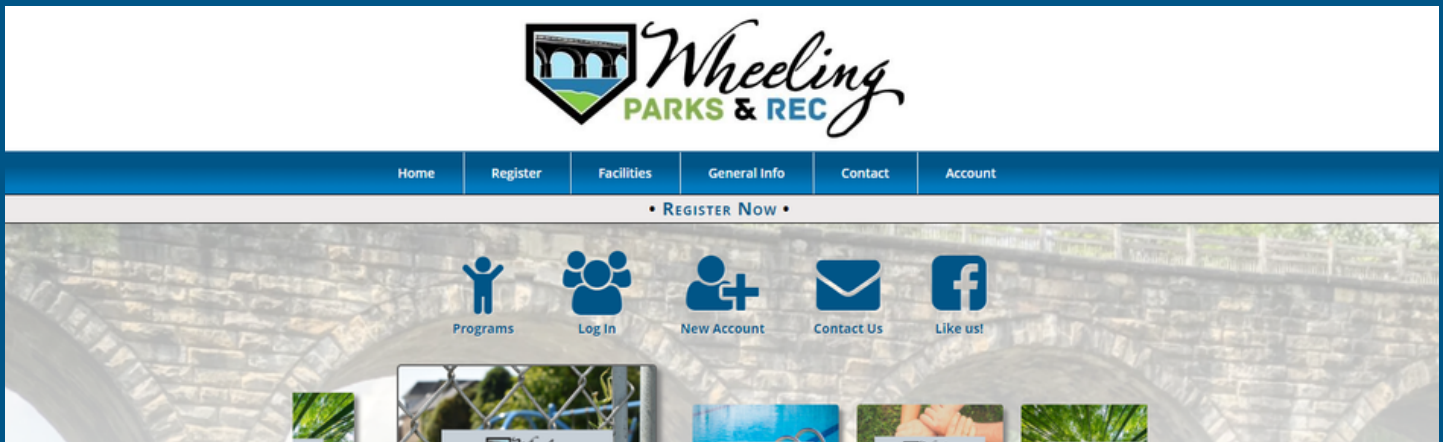 Wheeling
PARKS & REC
Home Register Facilities General Info Contact Account
• REGISTER NOW •
Programs Log In New Account Contact Us Like us!